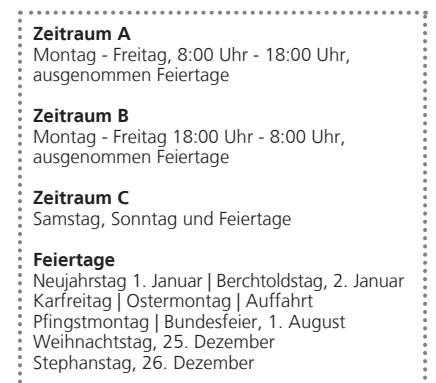 Zeitraum A
Montag - Freitag, 8:00 Uhr - 18:00 Uhr,
ausgenommen Feiertage
Zeitraum B
Montag - Freitag 18:00 Uhr - 8:00 Uhr,
ausgenommen Feiertage
Zeitraum C
Samstag, Sonntag und Feiertage
Feiertage
Neujahrstag 1. Januar | Berchtoldstag, 2. Januar
Karfreitag | Ostermontag | Auffahrt
Pfingstmontag | Bundesfeier, 1. August
Weihnachtstag, 25. Dezember
Stephanstag, 26. Dezember